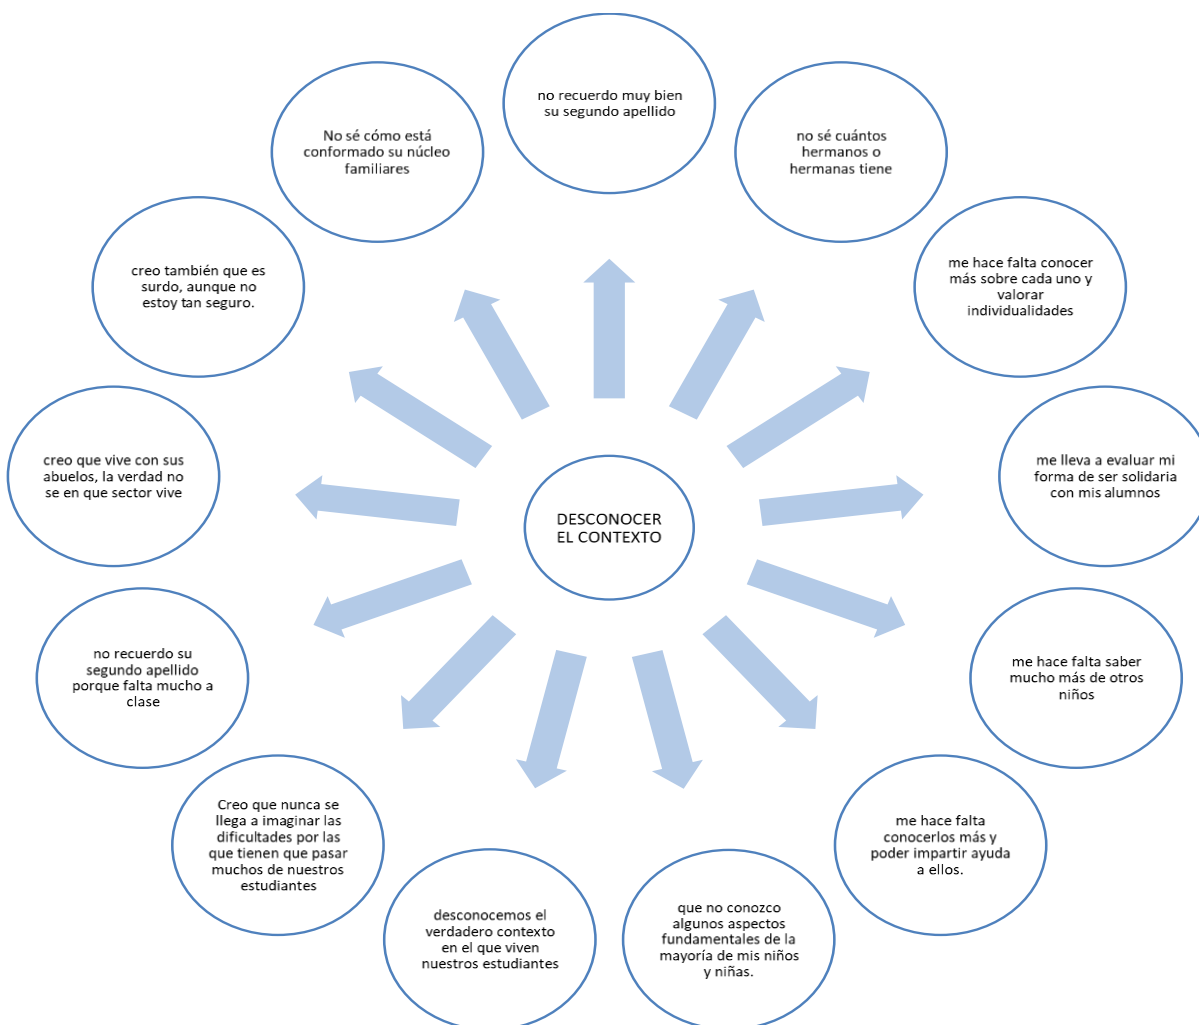 no recuerdo muy bien
su segundo apellido
no sé cuántos
hermanos o
hermanas tiene
me hace falta conocer
más sobre cada uno y
valorar
individualidades
me lleva a evaluar mi
forma de ser solidaria
con mis alumnos
me hace falta saber
mucho más de otros
niños
me hace falta
conocerlos más y
poder impartir ayuda
a ellos.
que no conozco
algunos aspectos
fundamentales de la
mayoría de mis niños
y niñas.
desconocemos el
verdadero contexto
en el que viven
nuestros estudiantes
Creo que nunca se
llega a imaginar las
dificultades por las
que tienen que pasar
muchos de nuestros
estudiantes
no recuerdo su
segundo apellido
porque falta mucho a
clase
creo que vive con sus
abuelos, la verdad no
se en que sector vive
creo también que es
surdo, aunque no
estoy tan seguro.
No sé cómo está
conformado su núcleo
familiares
DESCONOCER
EL CONTEXTO